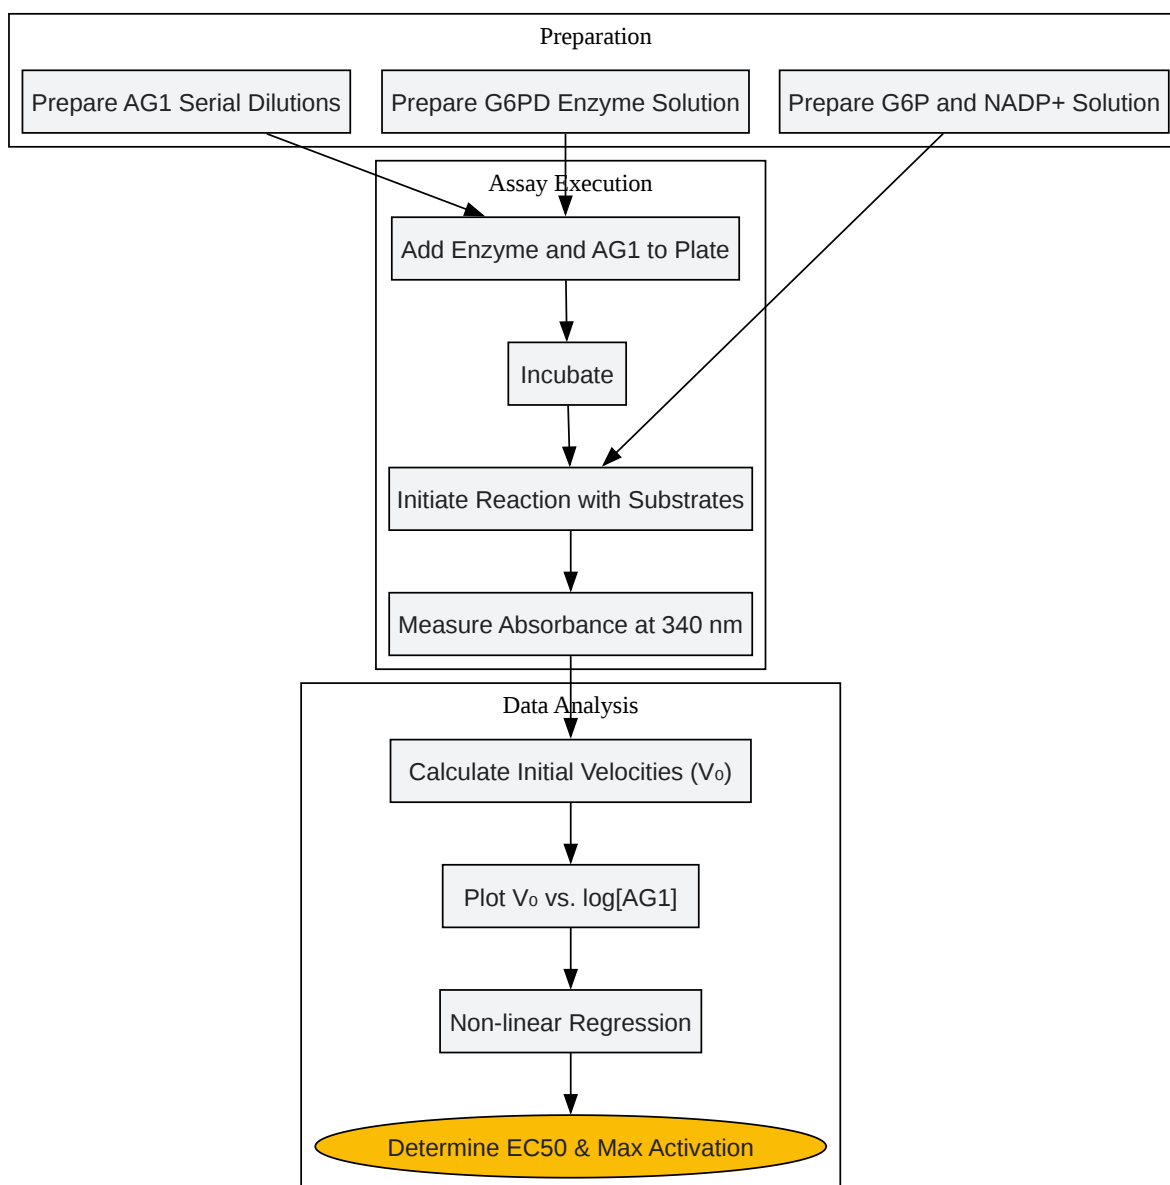 Preparation
Prepare AG1 Serial Dilutions
Prepare G6PD Enzyme Solution
Prepare G6P and NADP+ Solution
Assay Execution
Add Enzyme and AG1 to Plate
Incubate
Initiate Reaction with Substrates
Measure Absorbance at 340 nm
Data Analysis
Calculate Initial Velocities (V₀)
Plot V₀ vs. log[AG1]
Non-linear Regression
Determine EC50 & Max Activation